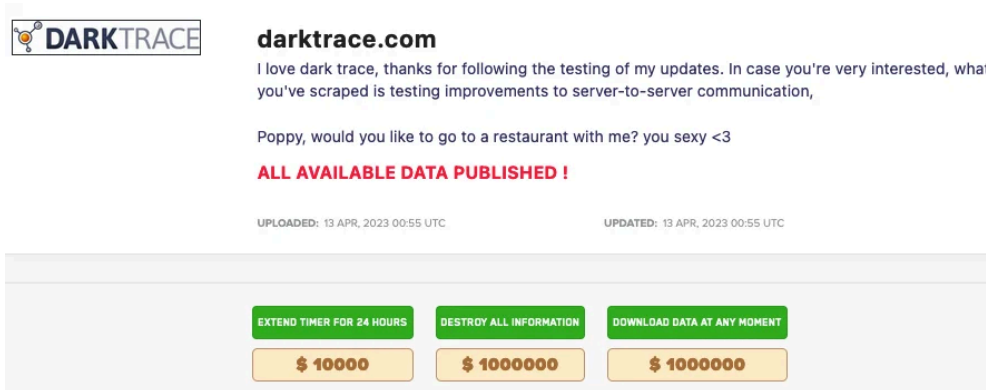 DARKTRACE
darktrace.com
I love dark trace, thanks for following the testing of my updates. In case you're very interested, what
you've scraped is testing improvements to server-to-server communication,
Poppy, would you like to go to a restaurant with me? you sexy <3
ALL AVAILABLE DATA PUBLISHED !
UPLOADED: 13 APR, 2023 00:55 UTC UPDATED: 13 APR, 2023 00:55 UTC
EXTEND TIMER FOR 24 HOURS DESTROY ALL INFORMATION DOWNLOAD DATA AT ANY MOMENT
$ 10000 $ 1000000 $ 1000000